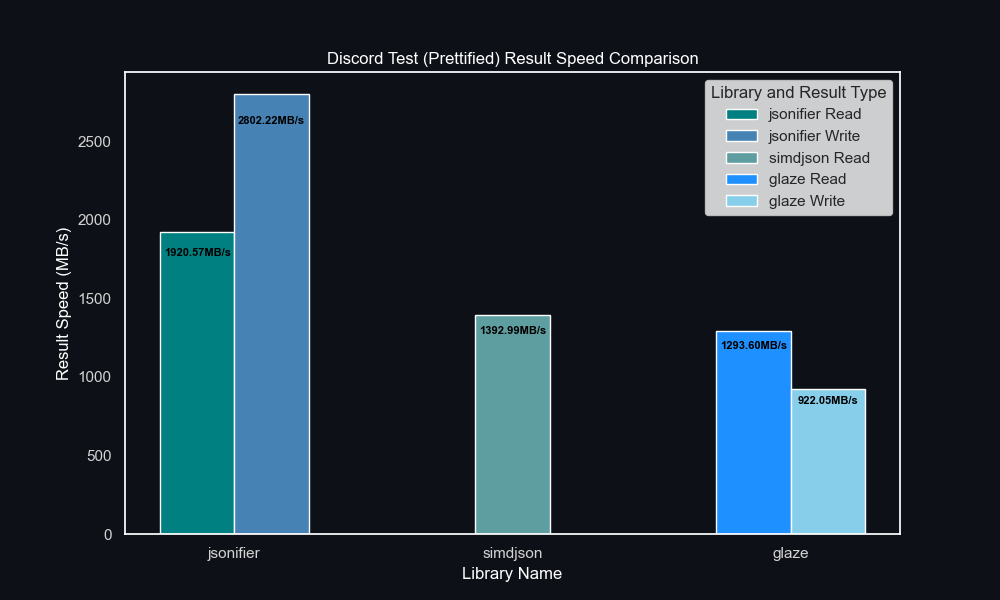 Discord Test (Prettified) Result Speed Comparison
Library and Result Type
jsonifier Read
jsonifier Write
simdjson Read
glaze Read
glaze Write
2802.22MB/s
1920.57MB/s
1392.99MB/s
1293.60MB/s
922.05MB/s
Result Speed (MB/s)
2500
2000
1500
1000
500
0
jsonifier
simdjson
glaze
Library Name